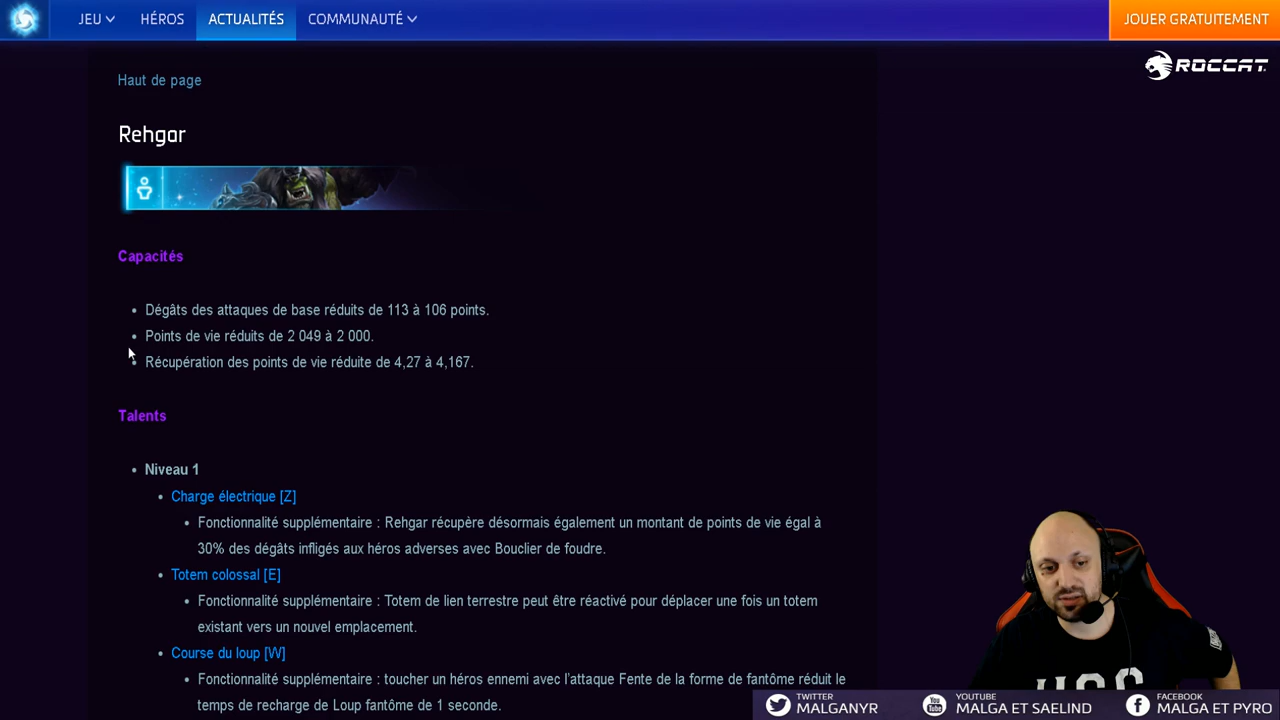 JEU HÉROS ACTUALITÉS COMMUNAUTÉ JOUER GRATUITEMENT
ROCCAT
Haut de page
Rehgar
Capacités
• Dégâts des attaques de base réduits de 113 à 106 points.
• Points de vie réduits de 2 049 à 2 000.
• Récupération des points de vie réduite de 4,27 à 4,167.
Talents
• Niveau 1
• Charge électrique [Z]
• Fonctionnalité supplémentaire : Rehgar récupère désormais également un montant de points de vie égal à
30% des dégâts infligés aux héros adverses avec Bouclier de foudre.
• Totem colossal [E]
• Fonctionnalité supplémentaire : Totem de lien terrestre peut être réactivé pour déplacer une fois un totem
existant vers un nouvel emplacement.
• Course du loup [W]
• Fonctionnalité supplémentaire : toucher un héros ennemi avec l'attaque Fente de la forme de fantôme réduit le
temps de recharge de Loup fantôme de 1 seconde.
TWITTER
MALGANYR
YOUTUBE
MALGA ET SAELIND
FACEBOOK
MALGA ET PYRO